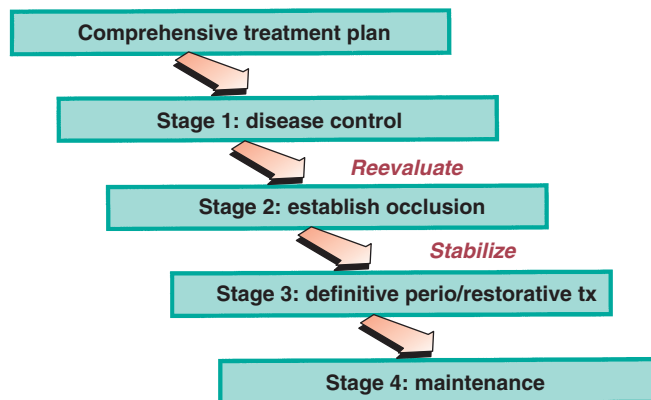 Comprehensive treatment plan
Stage 1: disease control
Reevaluate
Stage 2: establish occlusion
Stabilize
Stage 3: definitive perio/restorative tx
Stage 4: maintenance